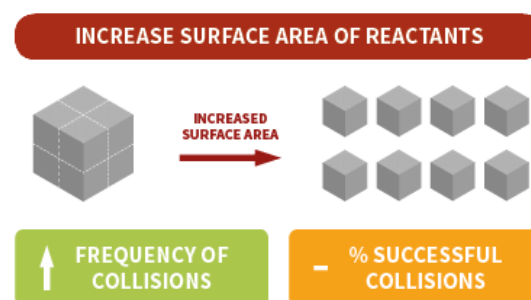 INCREASE SURFACE AREA OF REACTANTS
INCREASED
SURFACE AREA
FREQUENCY OF
COLLISIONS
– % SUCCESSFUL
COLLISIONS